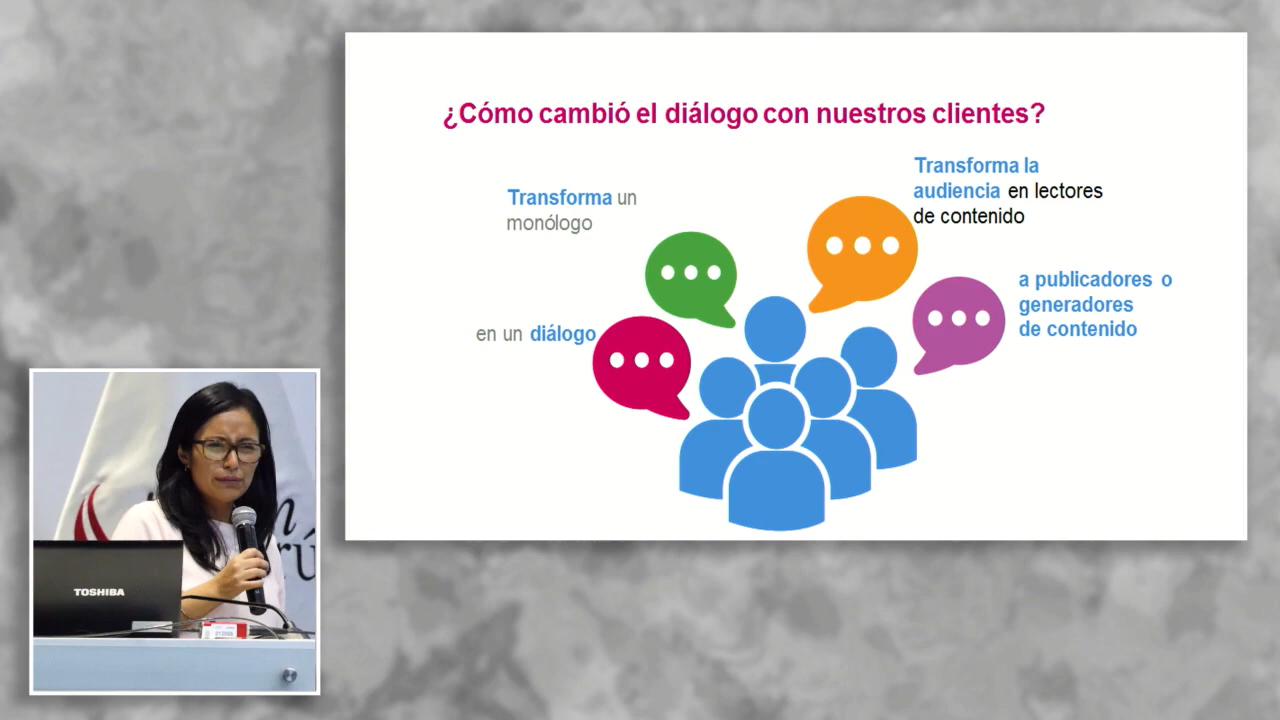 ¿Cómo cambió el diálogo con nuestros clientes?
Transforma un
monólogo
en un diálogo
Transforma la
audiencia en lectores
de contenido
a publicadores o
generadores
de contenido
TOSHIBA